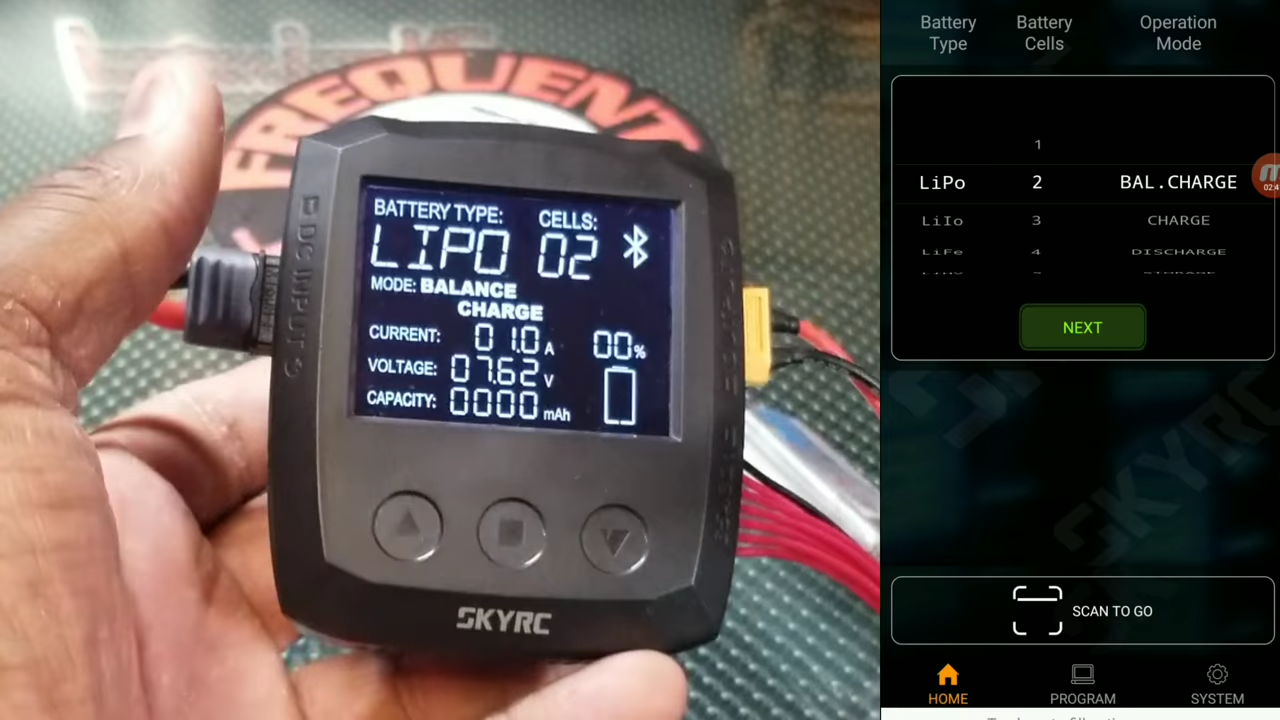 FREQUENT
DC INPUT
BATTERY TYPE: CELLS:
LIPO 02
MODE: BALANCE
CHARGE
CURRENT: 01.0 A
00%
VOLTAGE: 07.62 V
CAPACITY: 0000 mAh
SKYRC
Battery Type
Battery Cells
Operation Mode
1
LiPo 2 BAL.CHARGE
LiIo 3 CHARGE
LiFe 4 DISCHARGE
NEXT
SKYRC
SCAN TO GO
HOME PROGRAM SYSTEM